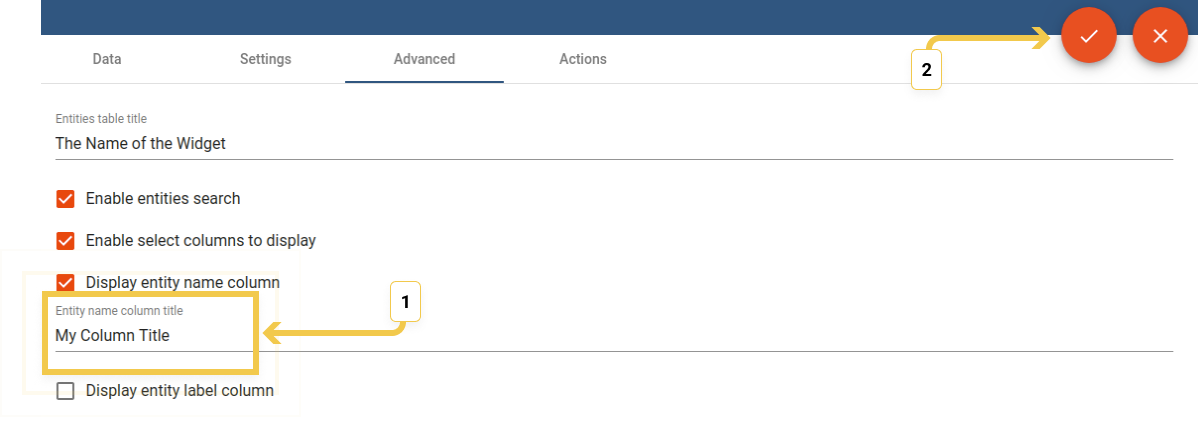 2
Data Settings Advanced Actions
Entities table title
The Name of the Widget
Enable entities search
Enable select columns to display
Display entity name column
1
Entity name column title
My Column Title
Display entity label column